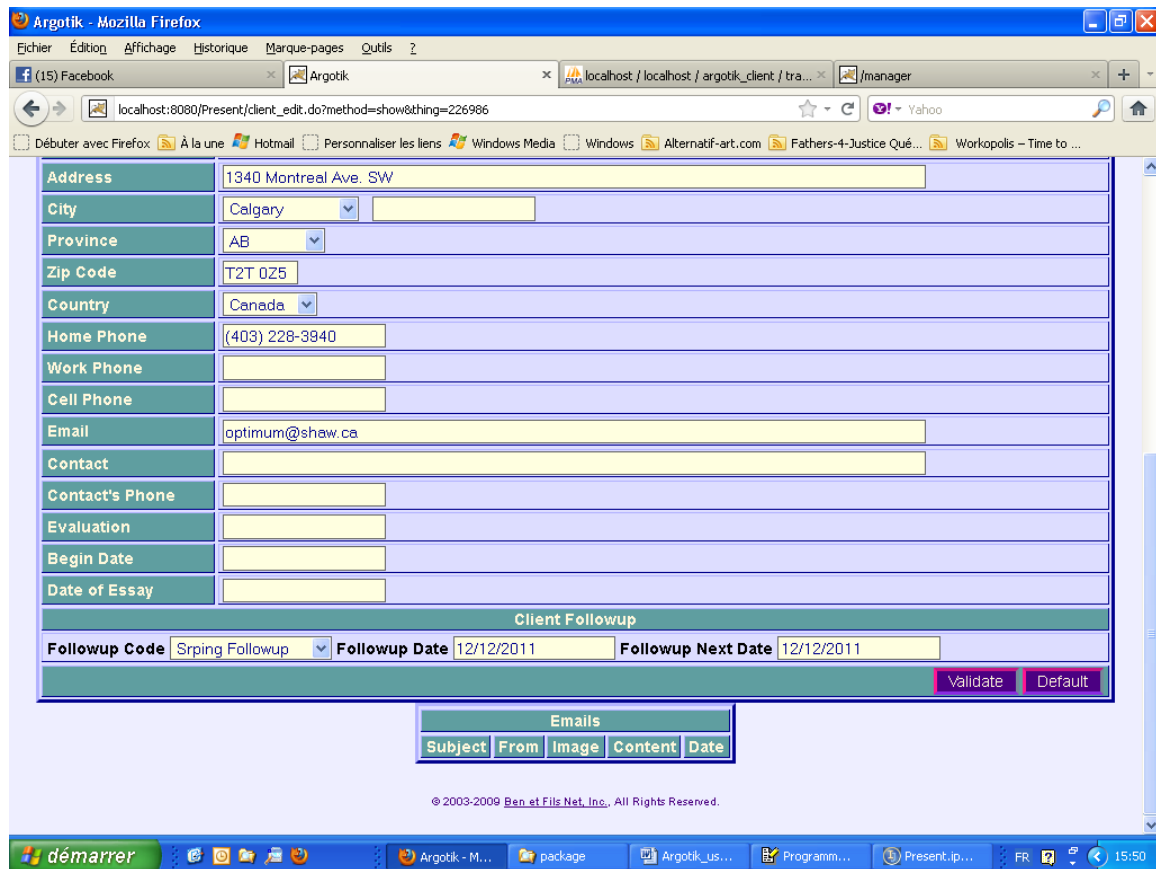 Argotik - Mozilla Firefox
Fichier Édition Affichage Historique Marque-pages Outils ?
(15) Facebook Argotik localhost / localhost / argotik_client / tra... /manager
localhost:8080/Present/client_edit.do?method=show&thing=226986 Yahoo
Débuter avec Firefox À la une Hotmail Personnaliser les liens Windows Media Windows Alternatif-art.com Fathers-4-Justice Qué... Workopolis – Time to ...
Address 1340 Montreal Ave. SW
City Calgary
Province AB
Zip Code T2T 0Z5
Country Canada
Home Phone (403) 228-3940
Work Phone
Cell Phone
Email optimum@shaw.ca
Contact
Contact's Phone
Evaluation
Begin Date
Date of Essay
Client Followup
Followup Code Srping Followup Followup Date 12/12/2011 Followup Next Date 12/12/2011
Validate Default
Emails
Subject From Image Content Date
© 2003-2009 Ben et Fils Net, Inc., All Rights Reserved.
démarrer Argotik - M... package Argotik_us... Programm... Present.ip... FR 15:50